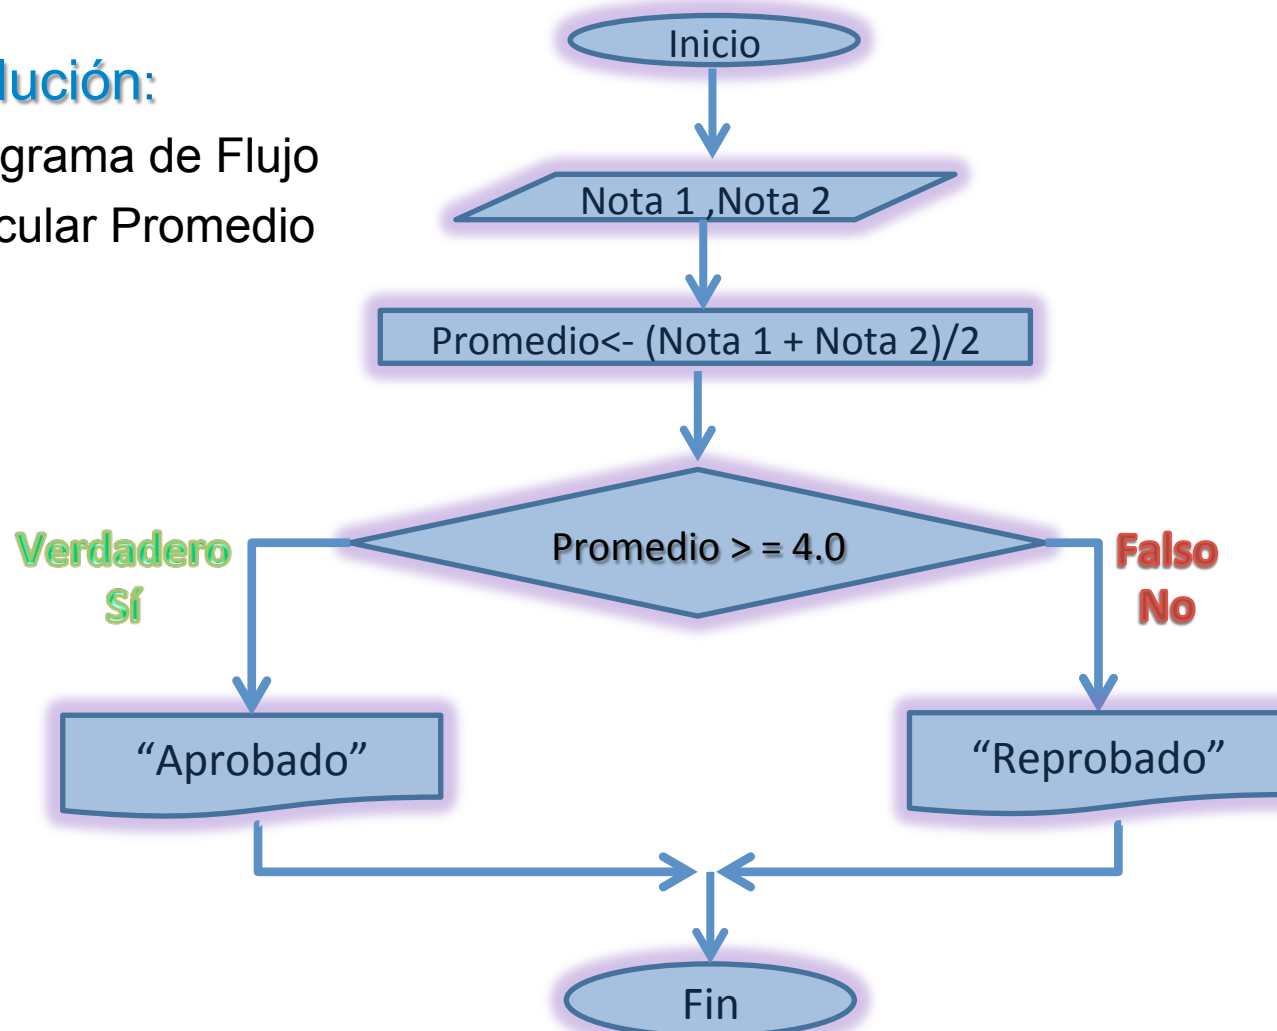 lución:
grama de Flujo
cular Promedio
Inicio
Nota 1 ,Nota 2
Promedio<- (Nota 1 + Nota 2)/2
Promedio > = 4.0
Verdadero
Sí
Falso
No
“Aprobado”
“Reprobado”
Fin